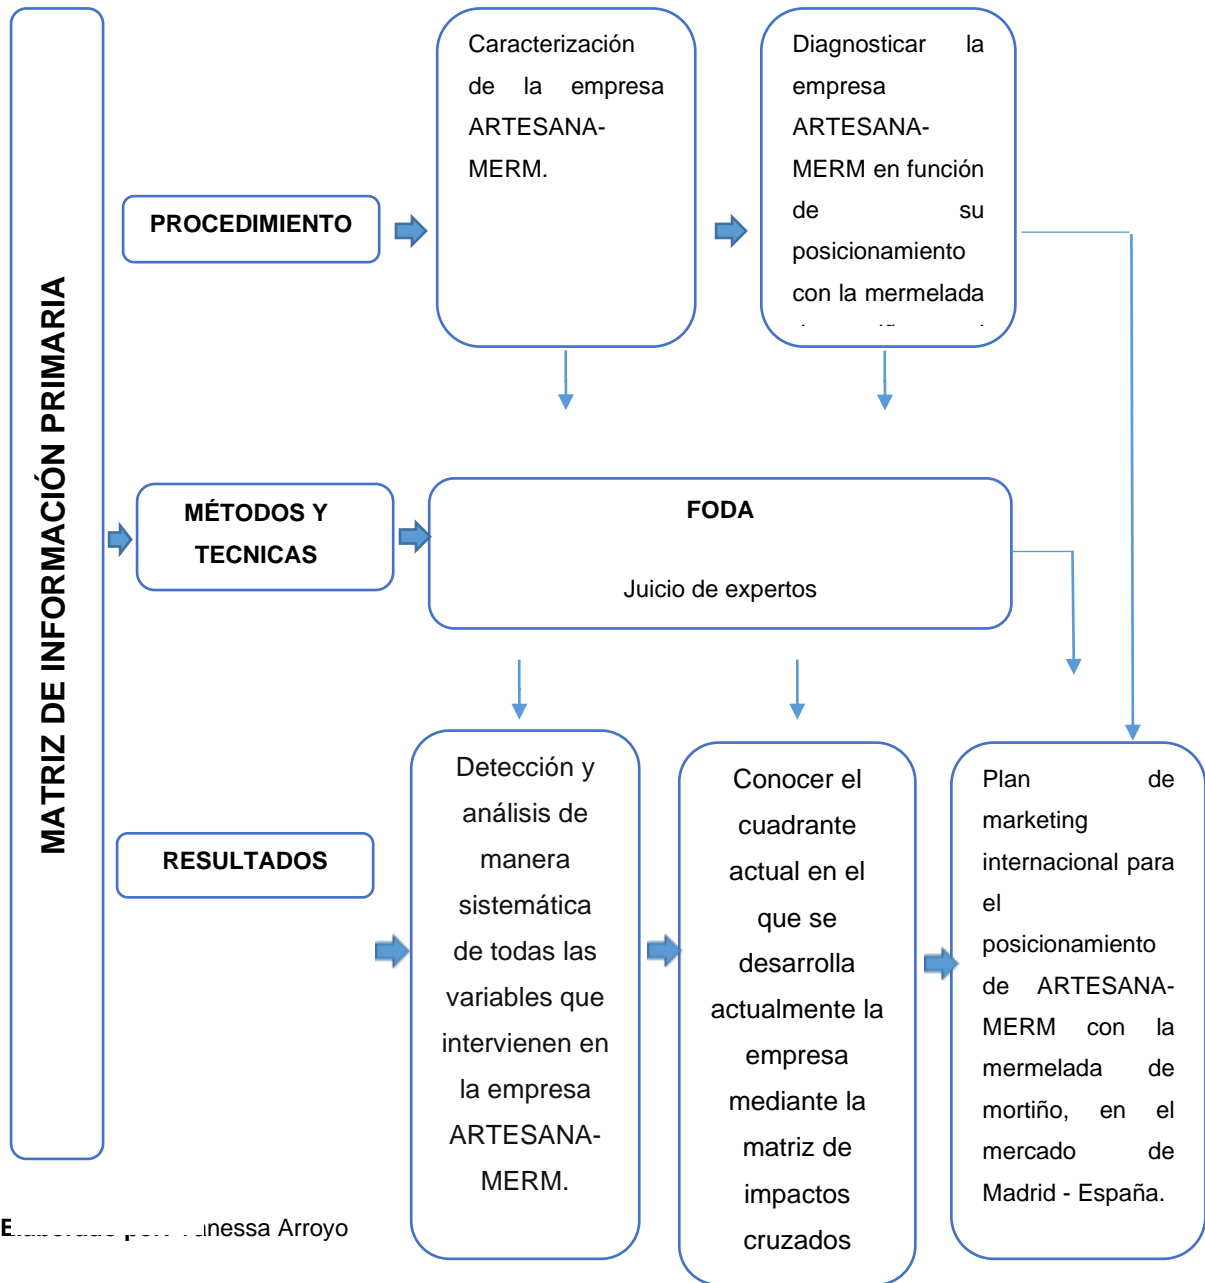 MATRIZ DE INFORMACIÓN PRIMARIA
PROCEDIMIENTO
Caracterización
de la empresa
ARTESANA-
MERM.
Diagnosticar la
empresa
ARTESANA-
MERM en función
de su
posicionamiento
con la mermelada
MÉTODOS Y
TECNICAS
FODA
Juicio de expertos
RESULTADOS
Detección y
análisis de
manera
sistemática
de todas las
variables que
intervienen en
la empresa
ARTESANA-
MERM.
Conocer el
cuadrante
actual en el
que se
desarrolla
actualmente la
empresa
mediante la
matriz de
impactos
cruzados
Plan de
marketing
internacional para
el
posicionamiento
de ARTESANA-
MERM con la
mermelada de
mortiño, en el
mercado de
Madrid - España.
Arroyo